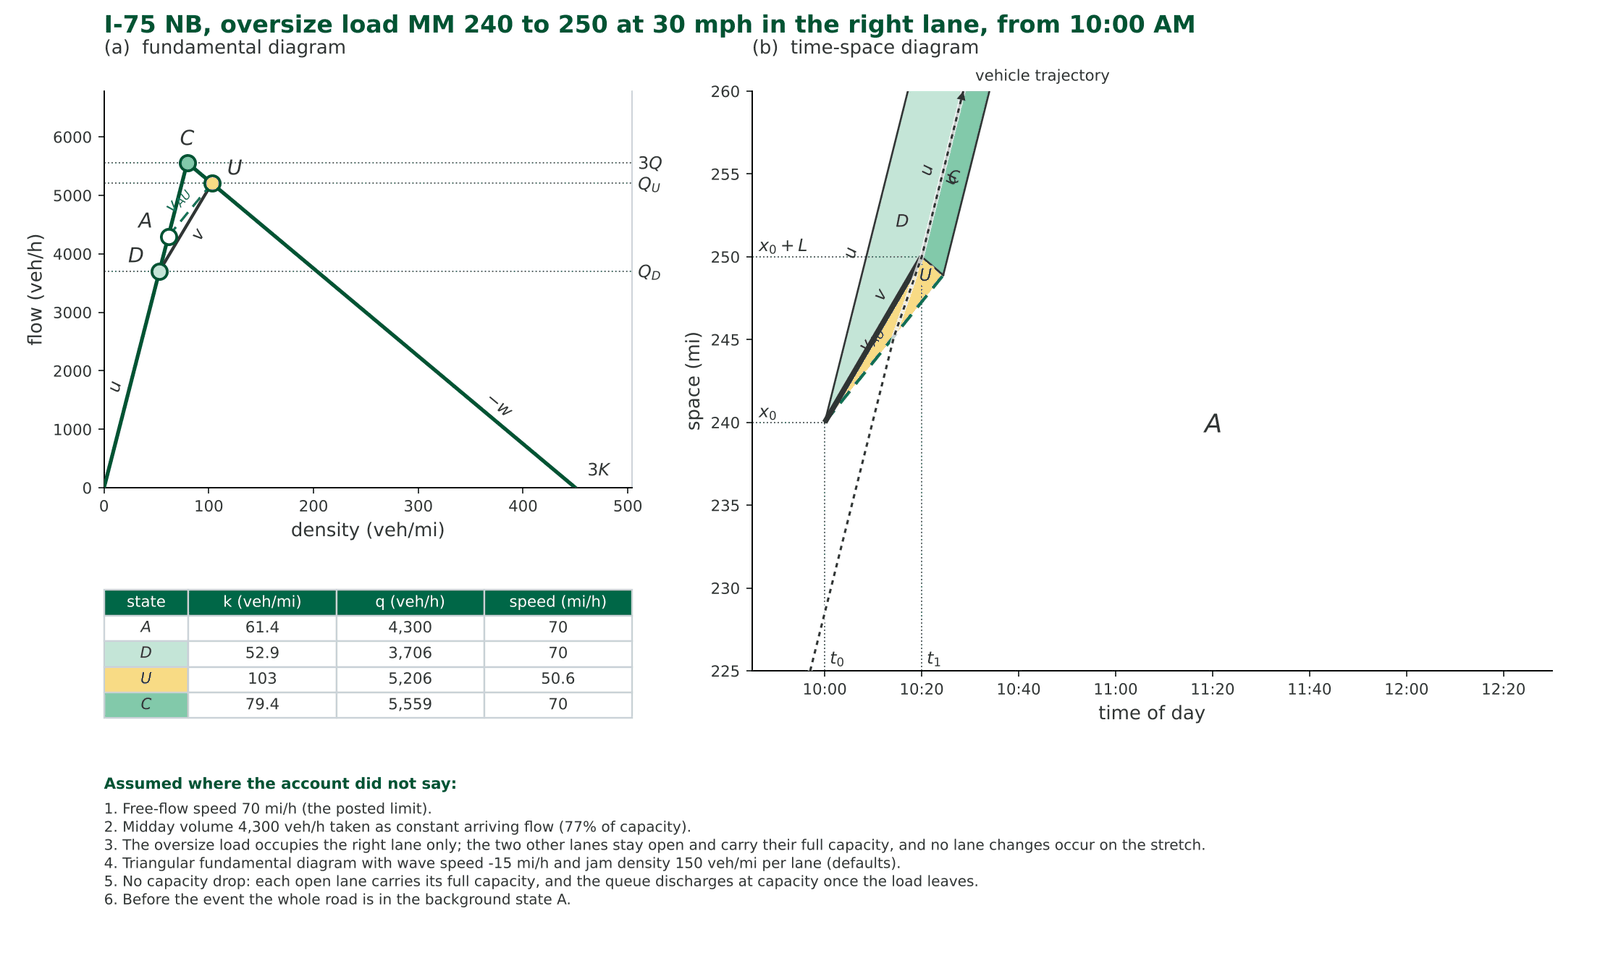 I-75 NB, oversize load MM 240 to 250 at 30 mph in the right lane, from 10:00 AM
(a) fundamental diagram
flow (veh/h)
6000
5000
4000
3000
2000
1000
0
0 100 200 300 400 500
density (veh/mi)
C
U
A
D
v_AU
v
u
−w
3K
3Q
Q_U
Q_D
(b) time-space diagram
vehicle trajectory
space (mi)
260
255
250
245
240
235
230
225
10:00 10:20 10:40 11:00 11:20 11:40 12:00 12:20
time of day
x₀ + L
x₀
t₀
t₁
u
u
u
C
D
U
v
v_AU
A
state k (veh/mi) q (veh/h) speed (mi/h)
A 61.4 4,300 70
D 52.9 3,706 70
U 103 5,206 50.6
C 79.4 5,559 70
Assumed where the account did not say:
1. Free-flow speed 70 mi/h (the posted limit).
2. Midday volume 4,300 veh/h taken as constant arriving flow (77% of capacity).
3. The oversize load occupies the right lane only; the two other lanes stay open and carry their full capacity, and no lane changes occur on the stretch.
4. Triangular fundamental diagram with wave speed -15 mi/h and jam density 150 veh/mi per lane (defaults).
5. No capacity drop: each open lane carries its full capacity, and the queue discharges at capacity once the load leaves.
6. Before the event the whole road is in the background state A.